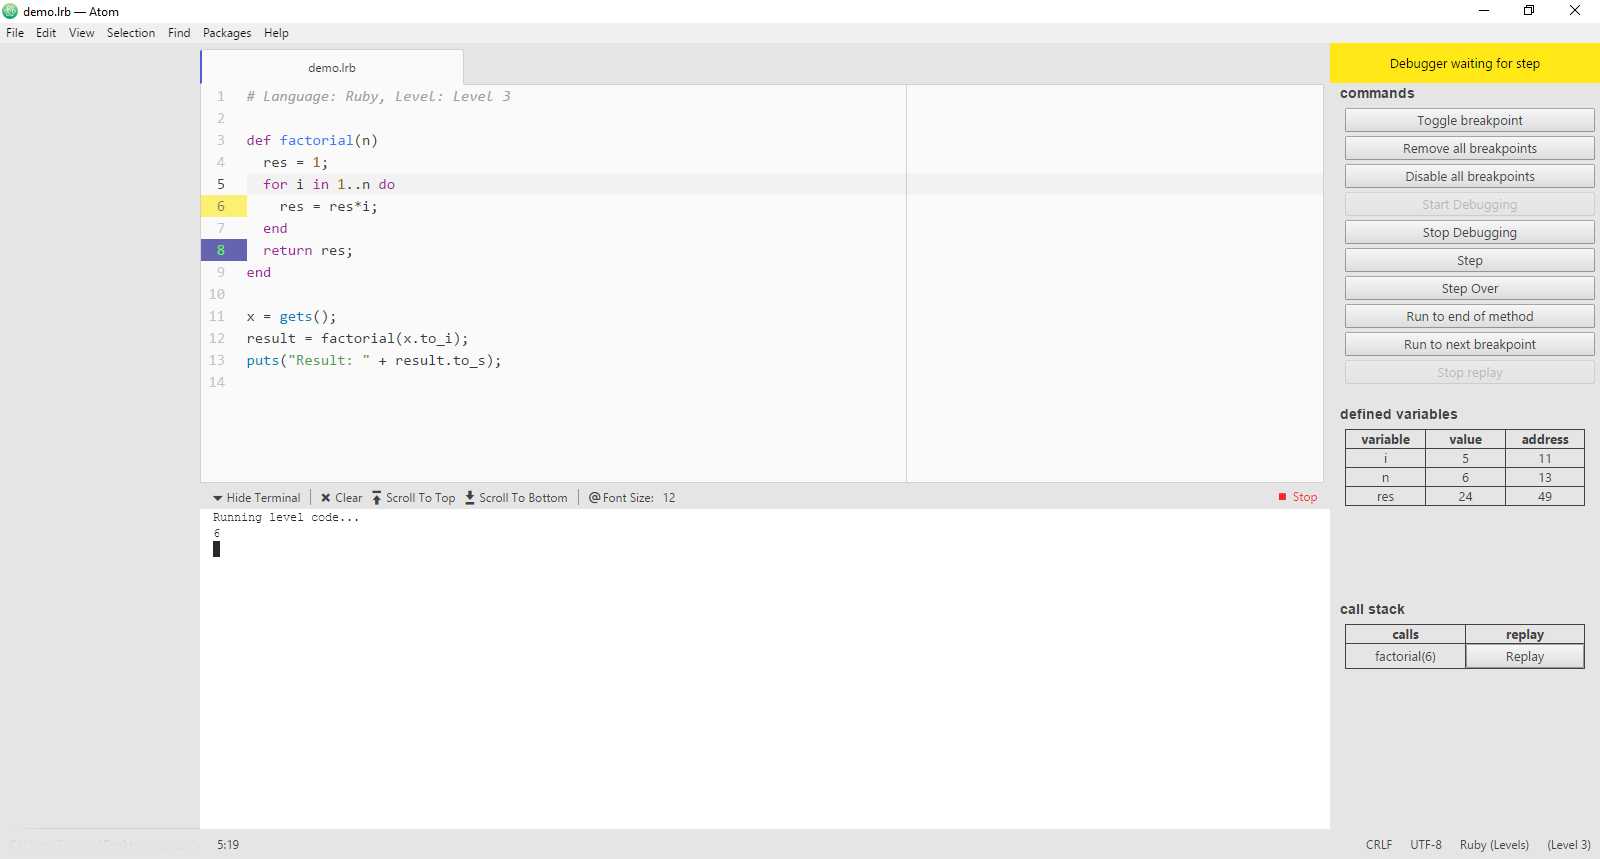 demo.lrb — Atom
File Edit View Selection Find Packages Help
demo.lrb
1 # Language: Ruby, Level: Level 3
2
3 def factorial(n)
4   res = 1;
5   for i in 1..n do
6     res = res*i;
7   end
8   return res;
9 end
10
11 x = gets();
12 result = factorial(x.to_i);
13 puts("Result: " + result.to_s);
14
Hide Terminal Clear Scroll To Top Scroll To Bottom @Font Size: 12 Stop
Running level code...
6
Debugger waiting for step
commands
Toggle breakpoint
Remove all breakpoints
Disable all breakpoints
Start Debugging
Stop Debugging
Step
Step Over
Run to end of method
Run to next breakpoint
Stop replay
defined variables
variable value address
i 5 11
n 6 13
res 24 49
call stack
calls replay
factorial(6) Replay
5:19 CRLF UTF-8 Ruby (Levels) (Level 3)